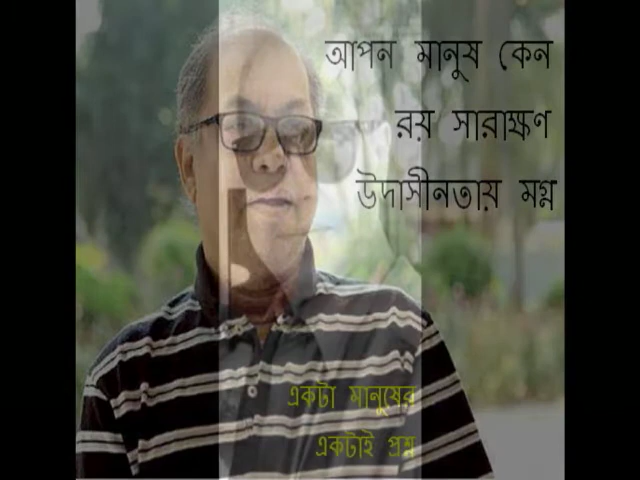 আপন মানুষ কেন
রয় সারাক্ষণ
উদাসীনতায় মগ্ন
একটা মানুষের
একটাই প্রশ্ন